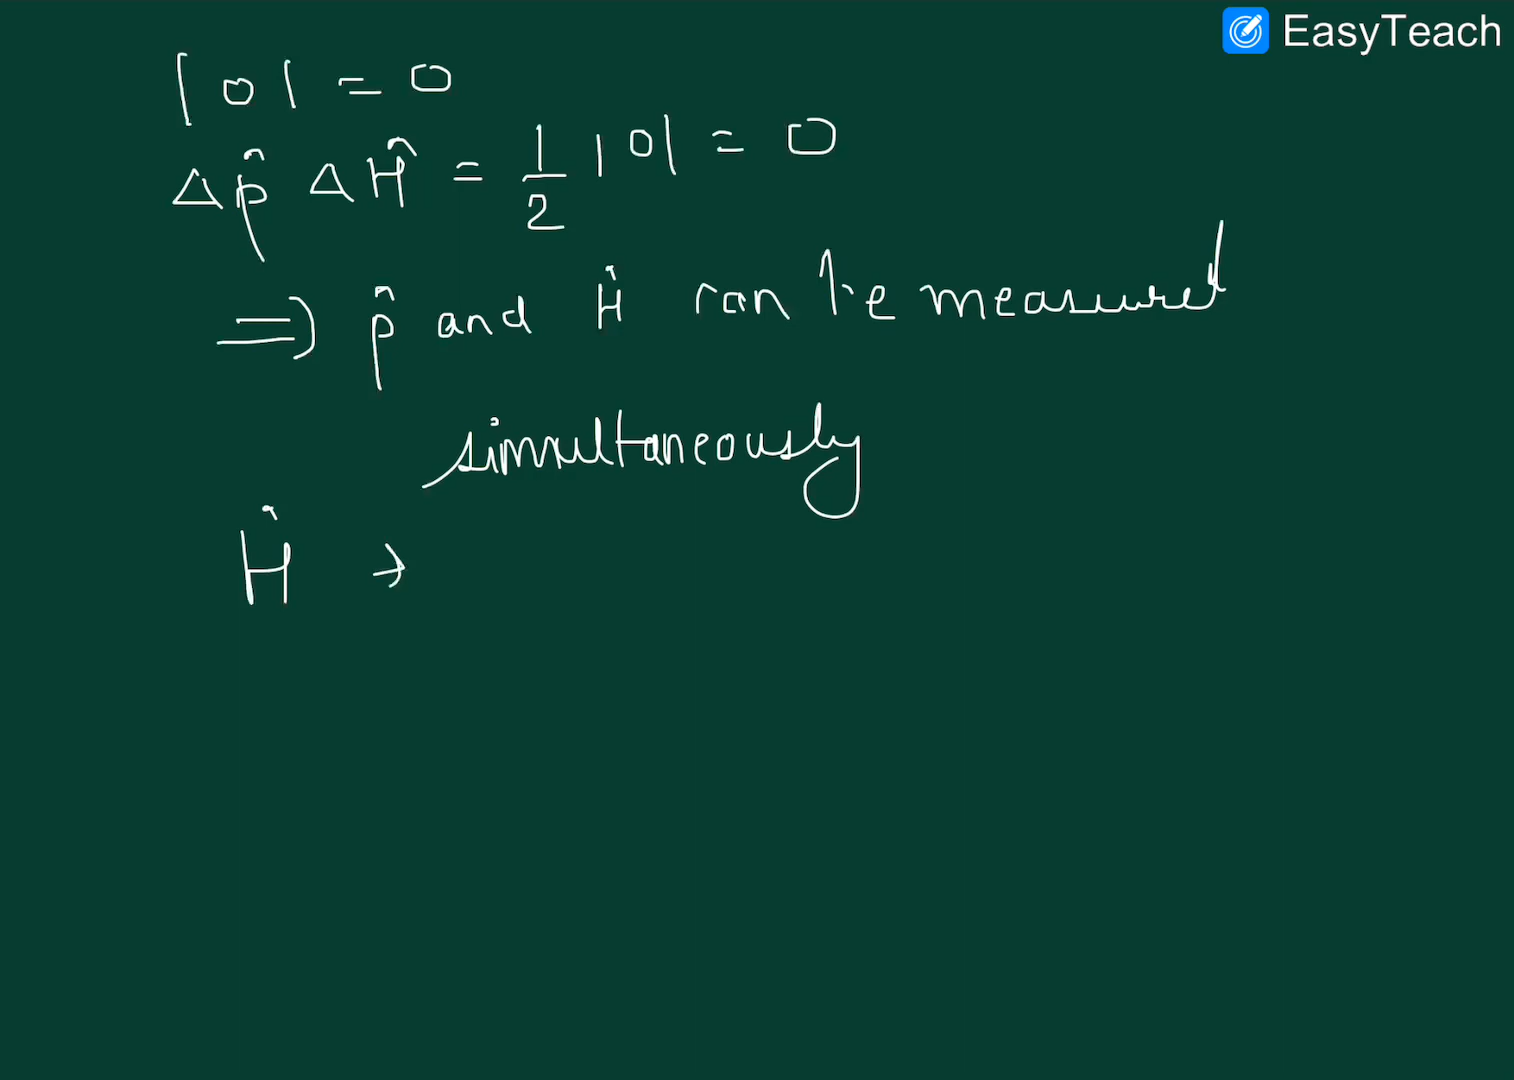 EasyTeach
|0| = 0
Δp̂ ΔĤ = 1/2 |0| = 0
⇒ p̂ and Ĥ can be measured
simultaneously
Ĥ →